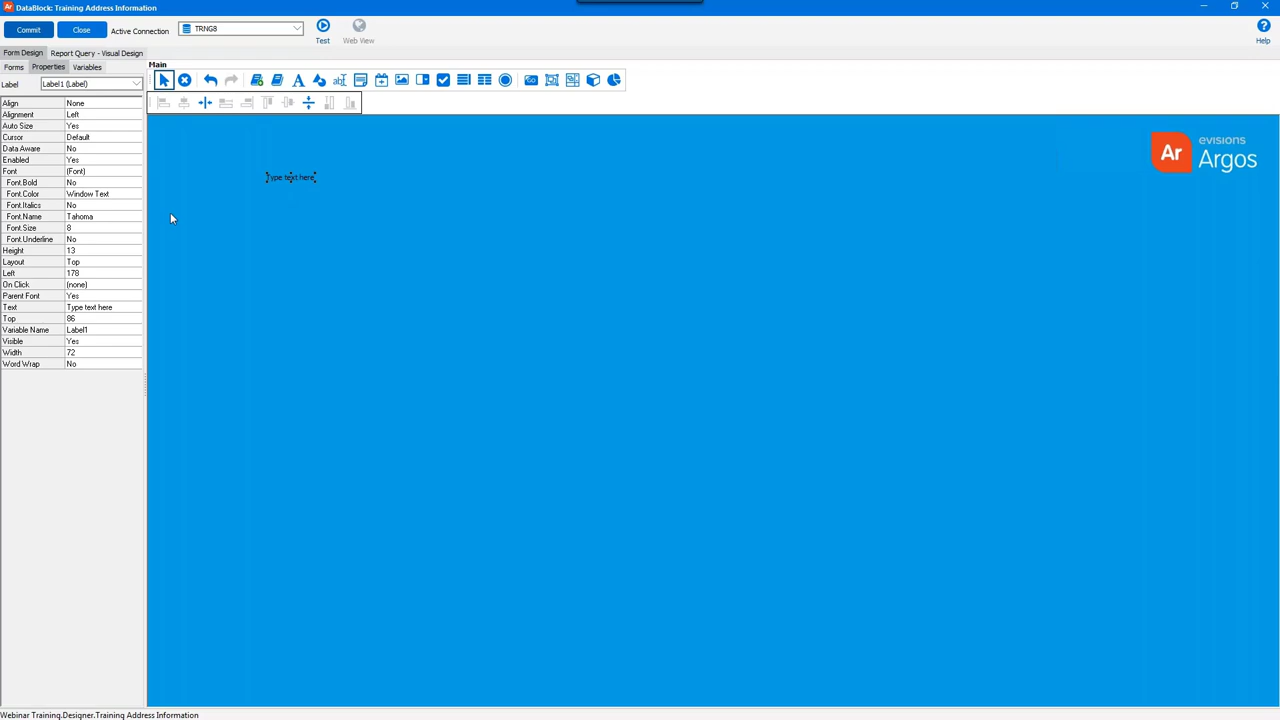 DataBlock: Training Address Information
Commit Close Active Connection TRNG8 Test Web View Help
Form Design Report Query - Visual Design
Forms Properties Variables Main
Label Label1 (Label)
Align None
Alignment Left
Auto Size Yes
Cursor Default
Data Aware No
Enabled Yes
Font (Font)
Font.Bold No
Font.Color Window Text
Font.Italics No
Font.Name Tahoma
Font.Size 8
Font.Underline No
Height 13
Layout Top
Left 178
On Click (none)
Parent Font Yes
Text Type text here
Top 86
Variable Name Label1
Visible Yes
Width 72
Word Wrap No
Type text here
Ar evisions
Argos
Webinar Training.Designer.Training Address Information